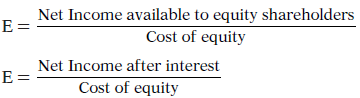 E = Net Income available to equity shareholders / Cost of equity
E = Net Income after interest / Cost of equity